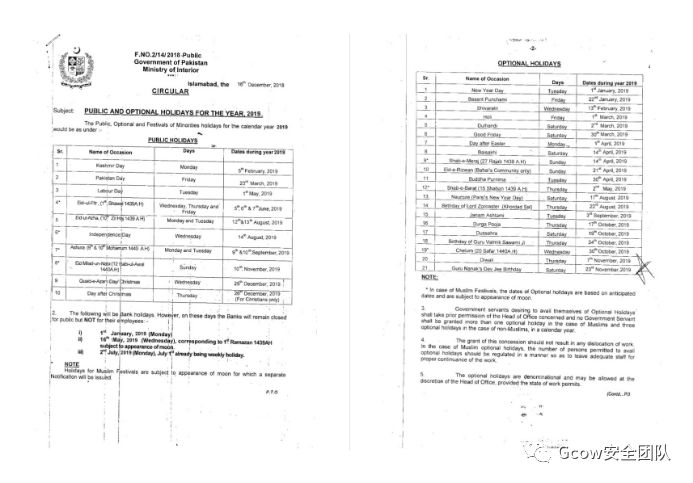 F.NO.2/14/2018-Public
Government of Pakistan
Ministry of Interior
Islamabad, the 18th December, 2018
CIRCULAR
Subject: PUBLIC AND OPTIONAL HOLIDAYS FOR THE YEAR, 2019.
The Public, Optional and Festivals of Minorities holidays for the calendar year 2019
would be as under :-
PUBLIC HOLIDAYS
Sr. Name of Occasion Days Dates during year 2019
1 Kashmir Day Monday 5th February, 2019
2 Pakistan Day Friday 23rd March, 2019
3 Labour Day Tuesday 1st May, 2019
4* Eid-ul-Fitr, (1st Shawal 1439A.H) Wednesday, Thursday and Friday 5th 6th & 7th June, 2019
5* Eid-ul-Azha, (10th Zil Haj 1439 A.H) Monday and Tuesday 12th &13th August, 2019
6* Independence Day Wednesday 14th August, 2019
7* Ashura (9th & 10th Moharrum 1440 A.H) Monday and Tuesday 9th &10th September, 2019
8* Eid Milad-un-Nabi (12 Rabi-ul-Awal 1440A.H) Sunday 10th November, 2019
9 Quaid-e-Azam Day/ Christmas Wednesday 25th December, 2019
10 Day after Christmas Thursday 26th December, 2019 (For Christians only)
2. The following will be bank holidays. However, on these days the Banks will remain closed
for public but NOT for their employees: -
i) 1st January, 2019 (Monday)
ii) 16th May, 2019 (Wednesday), corresponding to 1st Ramazan 1439AH
subject to appearance of moon.
iii) 2nd July, 2019 (Monday), July 1st already being weekly holiday.
NOTE
Holidays for Muslim Festivals are subject to appearance of moon for which a separate
Notification will be issued.
P.T.O
-2-
OPTIONAL HOLIDAYS
Sr. Name of Occasion Days Dates during year 2019
1 New Year Day Tuesday 1st January, 2019
2 Basant Punchami Friday 22nd January, 2019
3 Shivaratri Wednesday 13th February, 2019
4 Holi Friday 1st March, 2019
5 Dulhandi Saturday 2nd March, 2019
6 Good Friday Saturday 30th March, 2019
7 Day after Easter Monday 1st April, 2019
8 Baisakhi Saturday 14th April, 2019
9* Shab-e-Meraj (27 Rajab 1439 A.H) Sunday 14th April, 2019
10 Eid-e-Rizwan (Bahai's Community only) Sunday 21st April, 2019
11 Buddha Purnima Tuesday 30th April, 2019
12* Shab-e-Barat (15 Shaban 1439 A.H) Thursday 2nd May, 2019
13 Nauroze (Parsi's New Year Day) Saturday 17th August, 2019
14 Birthday of Lord Zoroaster (Khordad Sal) Thursday 22nd August, 2019
15 Janam Ashtami Tuesday 3rd September, 2019
16 Durga Pooja Thursday 17th October, 2019
17 Dussehra Saturday 19th October, 2019
18 Birthday of Guru Valmik Sawami Ji Thursday 24th October, 2019
19* Chelum (20 Safar 1440A.H) Wednesday 30th October, 2019
20 Diwali Thursday 7th November, 2019
21 Guru Nanak's Dev Jee Birthday Saturday 23rd November, 2019
NOTE:
* In case of Muslim Festivals, the dates of Optional holidays are based on anticipated
dates and are subject to appearance of moon.
3. Government servants desiring to avail themselves of Optional Holidays
shall take prior permission of the Head of Office concerned and no Government Servant
shall be granted more than one optional holiday in the case of Muslims and three
optional holidays in the case of non-Muslims, in a calendar year.
4. The grant of this concession should not result in any dislocation of work.
In the case of Muslim optional holidays, the number of persons permitted to avail
optional holidays should be regulated in a manner so as to leave adequate staff for
proper continuance of the work.
5. The optional holidays are denominational and may be allowed at the
discretion of the Head of Office, provided the state of work permits.
(Contd...P/)
Gcow安全团队